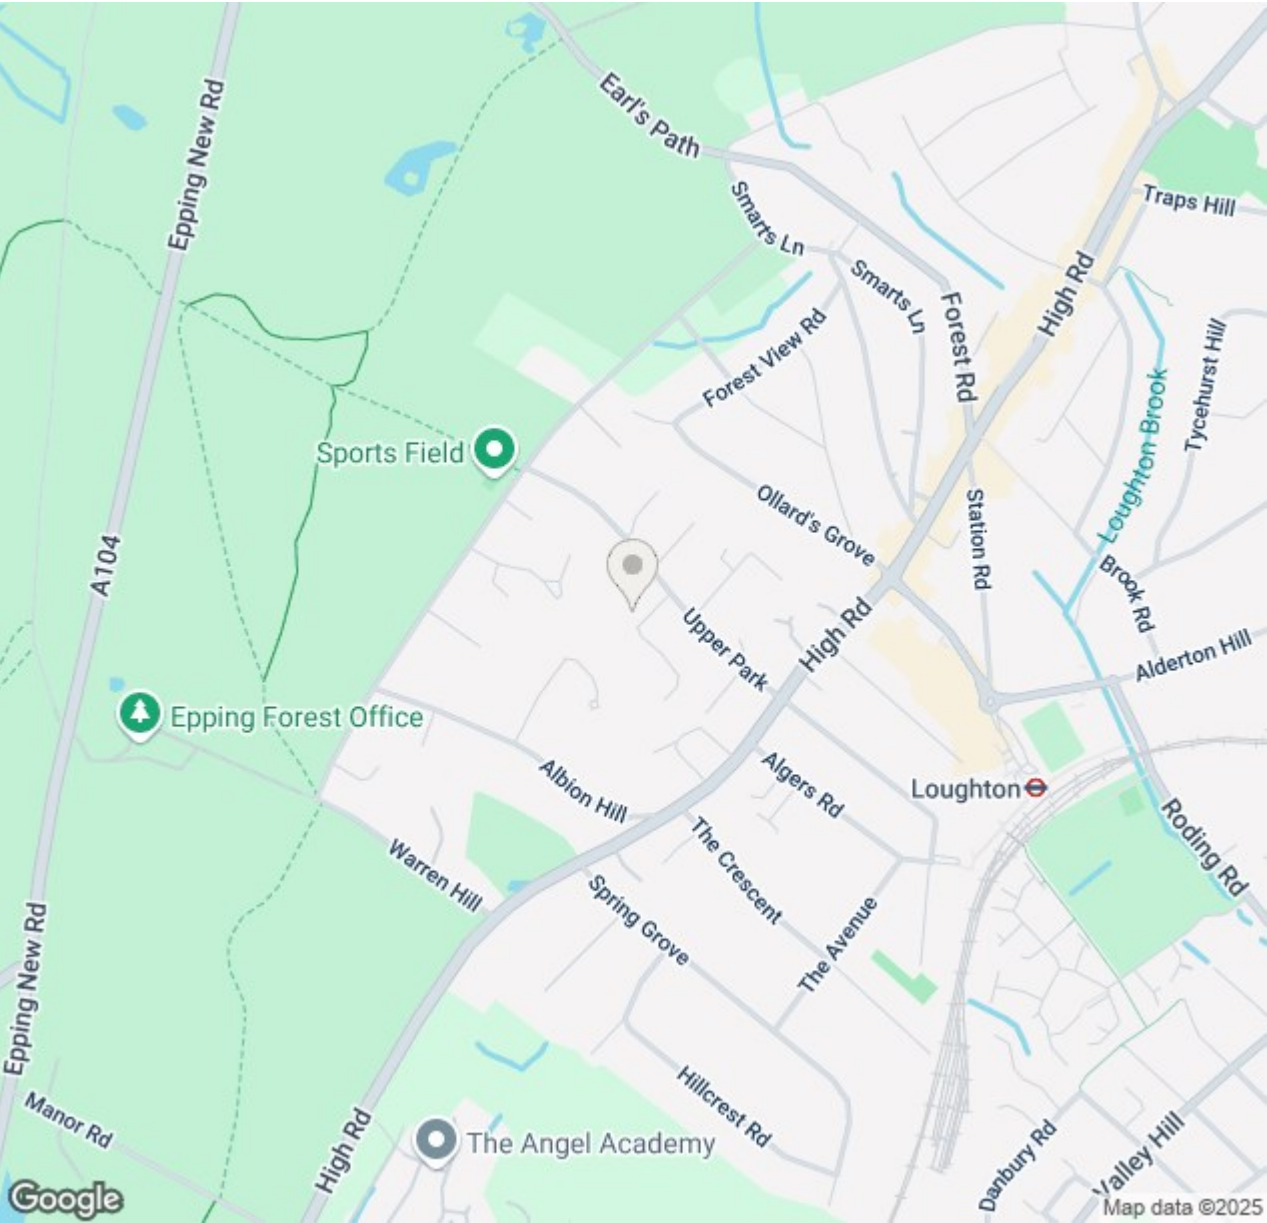 Earl's Path
Epping New Rd
Traps Hill
Smarts Ln
Smarts Ln
High Rd
Forest Rd
Forest View Rd
Tycehurst Hill
Loughton Brook
Sports Field
Ollard's Grove
Station Rd
A104
Brook Rd
Upper Park
High Rd
Alderton Hill
Epping Forest Office
Albion Hill
Algers Rd
Loughton
Warren Hill
The Crescent
Roding Rd
Spring Grove
The Avenue
Epping New Rd
Hillcrest Rd
Manor Rd
High Rd
The Angel Academy
Danbury Rd
Valley Hill
Google
Map data ©2025